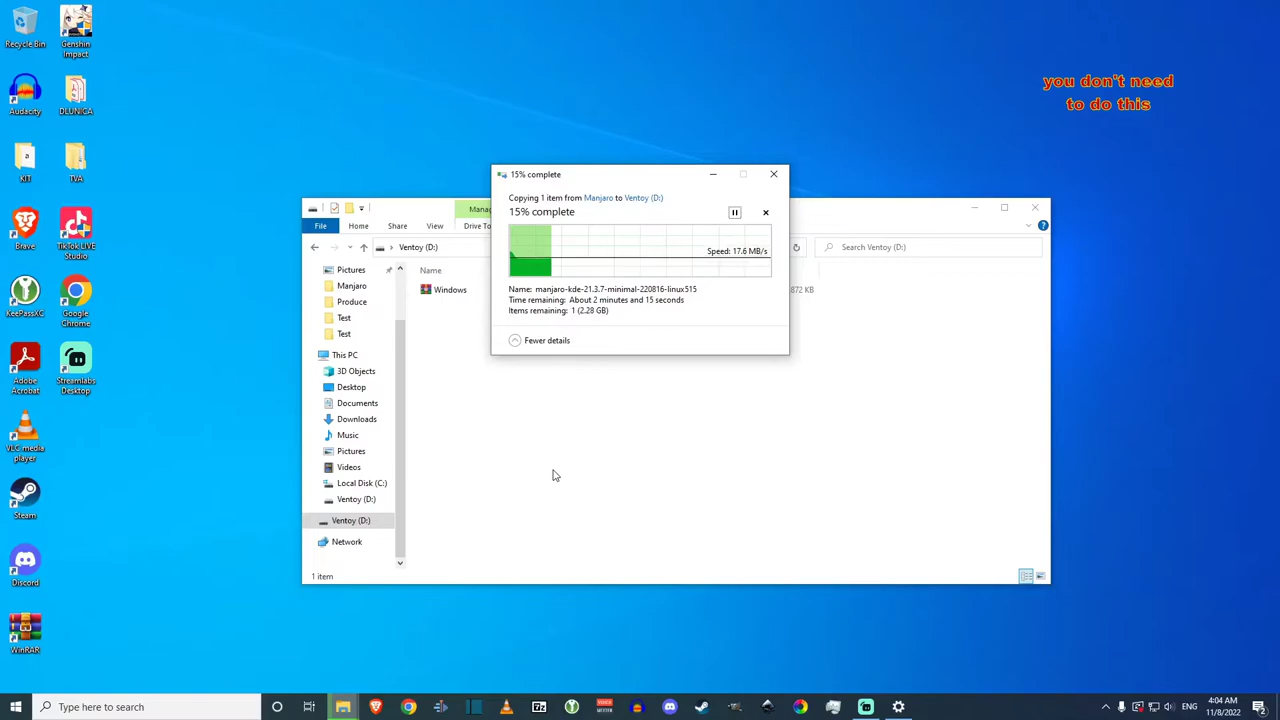 Recycle Bin
Genshin
Impact
Audacity
DLUNICA
KIT
TVA
Brave
TikTok LIVE
Studio
KeePassXC
Google
Chrome
Adobe
Acrobat
Streamlabs
Desktop
VLC media
player
Steam
Discord
WinRAR
you don't need
to do this
15% complete
Copying 1 item from Manjaro to Ventoy (D:)
15% complete
Speed: 17.6 MB/s
Name: manjaro-kde-21.3.7-minimal-220816-linux515
Time remaining: About 2 minutes and 15 seconds
Items remaining: 1 (2.28 GB)
Fewer details
Manag
File
Home
Share
View
Drive To
Ventoy (D:)
Search Ventoy (D:)
Pictures
Manjaro
Produce
Test
Test
This PC
3D Objects
Desktop
Documents
Downloads
Music
Pictures
Videos
Local Disk (C:)
Ventoy (D:)
Ventoy (D:)
Network
Name
Windows
872 KB
1 item
Type here to search
ENG
4:04 AM
11/8/2022